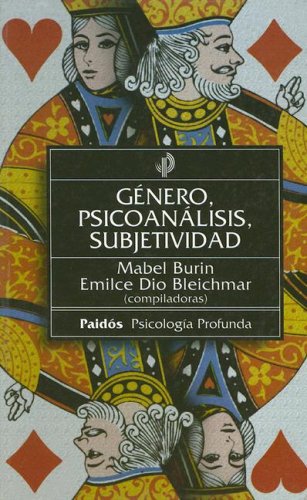 GÉNERO,
PSICOANÁLISIS,
SUBJETIVIDAD
Mabel Burin
Emilce Dio Bleichmar
(compiladoras)
Paidós Psicología Profunda